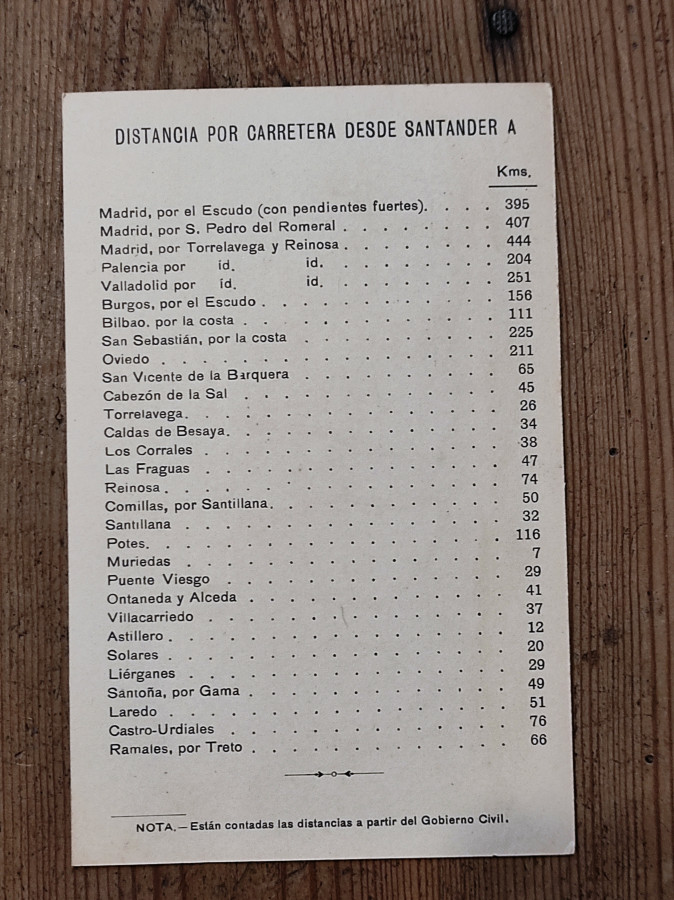 DISTANCIA POR CARRETERA DESDE SANTANDER A
Kms.
Madrid, por el Escudo (con pendientes fuertes). . . . 395
Madrid, por S. Pedro del Romeral . . . . . . . . 407
Madrid, por Torrelavega y Reinosa . . . . . . . . 444
Palencia por id. id. . . . . . . . . 204
Valladolid por id. id. . . . . . . . . 251
Burgos, por el Escudo . . . . . . . . . . . . 156
Bilbao. por la costa . . . . . . . . . . . . . 111
San Sebastián, por la costa . . . . . . . . . . 225
Oviedo . . . . . . . . . . . . . . . . 211
San Vicente de la Barquera . . . . . . . . . . 65
Cabezón de la Sal . . . . . . . . . . . . 45
Torrelavega. . . . . . . . . . . . . . . 26
Caldas de Besaya. . . . . . . . . . . . . 34
Los Corrales . . . . . . . . . . . . . . 38
Las Fraguas . . . . . . . . . . . . . . 47
Reinosa . . . . . . . . . . . . . . . . 74
Comillas, por Santillana. . . . . . . . . . . 50
Santillana . . . . . . . . . . . . . . . 32
Potes. . . . . . . . . . . . . . . . . 116
Muriedas . . . . . . . . . . . . . . . 7
Puente Viesgo . . . . . . . . . . . . . 29
Ontaneda y Alceda . . . . . . . . . . . . 41
Villacarriedo . . . . . . . . . . . . . . 37
Astillero . . . . . . . . . . . . . . . . 12
Solares . . . . . . . . . . . . . . . . 20
Liérganes . . . . . . . . . . . . . . . 29
Santoña, por Gama . . . . . . . . . . . . 49
Laredo . . . . . . . . . . . . . . . . 51
Castro-Urdiales . . . . . . . . . . . . . 76
Ramales, por Treto . . . . . . . . . . . . 66
NOTA.—Están contadas las distancias a partir del Gobierno Civil.